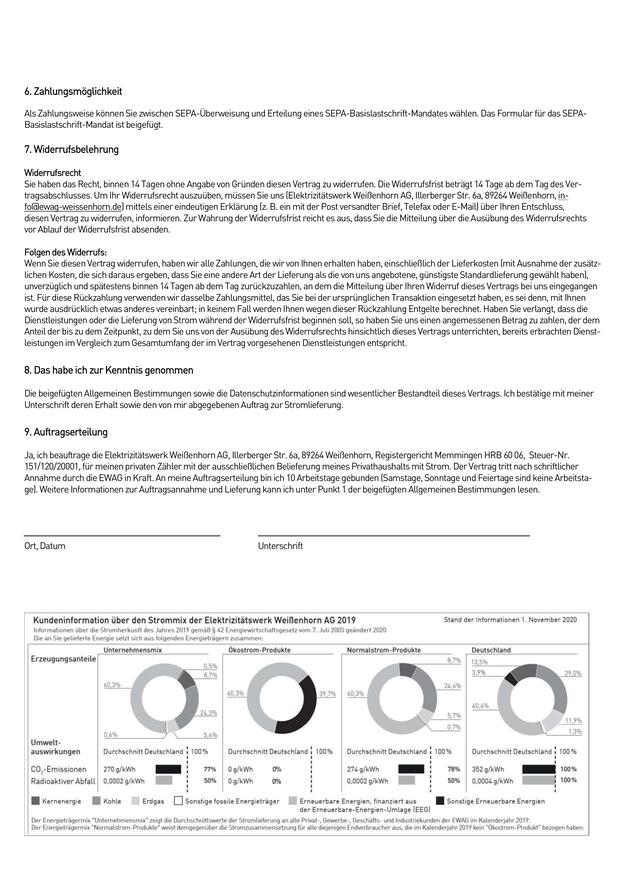 6. Zahlungsmöglichkeit
Als Zahlungsweise können Sie zwischen SEPA-Überweisung und Erteilung eines SEPA-Basislastschrift-Mandates wählen. Das Formular für das SEPA-
Basislastschrift-Mandat ist beigefügt.
7. Widerrufsbelehrung
Widerrufsrecht
Sie haben das Recht, binnen 14 Tagen ohne Angabe von Gründen diesen Vertrag zu widerrufen. Die Widerrufsfrist beträgt 14 Tage ab dem Tag des Ver-
tragsabschlusses. Um Ihr Widerrufsrecht auszuüben, müssen Sie uns (Elektrizitätswerk Weißenhorn AG, Illerberger Str. 6a, 89264 Weißenhorn, in-
fo@ewag-weissenhorn.de) mittels einer eindeutigen Erklärung (z. B. ein mit der Post versandter Brief, Telefax oder E-Mail) über Ihren Entschluss,
diesen Vertrag zu widerrufen, informieren. Zur Wahrung der Widerrufsfrist reicht es aus, dass Sie die Mitteilung über die Ausübung des Widerrufsrechts
vor Ablauf der Widerrufsfrist absenden.
Folgen des Widerrufs:
Wenn Sie diesen Vertrag widerrufen, haben wir alle Zahlungen, die wir von Ihnen erhalten haben, einschließlich der Lieferkosten (mit Ausnahme der zusätz-
lichen Kosten, die sich daraus ergeben, dass Sie eine andere Art der Lieferung als die von uns angebotene, günstigste Standardlieferung gewählt haben),
unverzüglich und spätestens binnen 14 Tagen ab dem Tag zurückzuzahlen, an dem die Mitteilung über Ihren Widerruf dieses Vertrags bei uns eingegangen
ist. Für diese Rückzahlung verwenden wir dasselbe Zahlungsmittel, das Sie bei der ursprünglichen Transaktion eingesetzt haben, es sei denn, mit Ihnen
wurde ausdrücklich etwas anderes vereinbart; in keinem Fall werden Ihnen wegen dieser Rückzahlung Entgelte berechnet. Haben Sie verlangt, dass die
Dienstleistungen oder die Lieferung von Strom während der Widerrufsfrist beginnen soll, so haben Sie uns einen angemessenen Betrag zu zahlen, der dem
Anteil der bis zu dem Zeitpunkt, zu dem Sie uns von der Ausübung des Widerrufsrechts hinsichtlich dieses Vertrags unterrichten, bereits erbrachten Dienst-
leistungen im Vergleich zum Gesamtumfang der im Vertrag vorgesehenen Dienstleistungen entspricht.
8. Das habe ich zur Kenntnis genommen
Die beigefügten Allgemeinen Bestimmungen sowie die Datenschutzinformationen sind wesentlicher Bestandteil dieses Vertrags. Ich bestätige mit meiner
Unterschrift deren Erhalt sowie den von mir abgegebenen Auftrag zur Stromlieferung.
9. Auftragserteilung
Ja, ich beauftrage die Elektrizitätswerk Weißenhorn AG, Illerberger Str. 6a, 89264 Weißenhorn, Registergericht Memmingen HRB 60 06, Steuer-Nr.
151/120/20001, für meinen privaten Zähler mit der ausschließlichen Belieferung meines Privathaushalts mit Strom. Der Vertrag tritt nach schriftlicher
Annahme durch die EWAG in Kraft. An meine Auftragserteilung bin ich 10 Arbeitstage gebunden (Samstage, Sonntage und Feiertage sind keine Arbeitsta-
ge). Weitere Informationen zur Auftragsannahme und Lieferung kann ich unter Punkt 1 der beigefügten Allgemeinen Bestimmungen lesen.
Ort, Datum Unterschrift
Kundeninformation über den Strommix der Elektrizitätswerk Weißenhorn AG 2019 Stand der Informationen 1. November 2020
Informationen über die Stromherkunft des Jahres 2019 gemäß § 42 Energiewirtschaftsgesetz vom 7. Juli 2005 geändert 2020
Die an Sie gelieferte Energie setzt sich aus folgenden Energieträgern zusammen:
Unternehmensmix Ökostrom-Produkte Normalstrom-Produkte Deutschland
Erzeugungsanteile
0,5% 8,7% 24,3% 5,6% 0,6% 60,3%
60,3% 39,7%
8,7% 24,6% 5,7% 0,7% 60,3%
13,5% 3,9% 29,0% 40,4% 11,9% 1,3%
Umwelt-
auswirkungen Durchschnitt Deutschland 100% Durchschnitt Deutschland 100% Durchschnitt Deutschland 100% Durchschnitt Deutschland 100%
CO2-Emissionen 270 g/kWh 77% 0 g/kWh 0% 274 g/kWh 78% 352 g/kWh 100%
Radioaktiver Abfall 0,0002 g/kWh 50% 0 g/kWh 0% 0,0002 g/kWh 50% 0,0004 g/kWh 100%
Kernenergie Kohle Erdgas Sonstige fossile Energieträger Erneuerbare Energien, finanziert aus Sonstige Erneuerbare Energien
der Erneuerbare-Energien-Umlage (EEG)
Der Energieträgermix "Unternehmensmix" zeigt die Durchschnittswerte der Stromlieferung an alle Privat-, Gewerbe-, Geschäfts- und Industriekunden der EWAG im Kalenderjahr 2019.
Der Energieträgermix "Normalstrom-Produkte" weist demgegenüber die Stromzusammensetzung für alle diejenigen Endverbraucher aus, die im Kalenderjahr 2019 kein "Ökostrom-Produkt" bezogen haben.